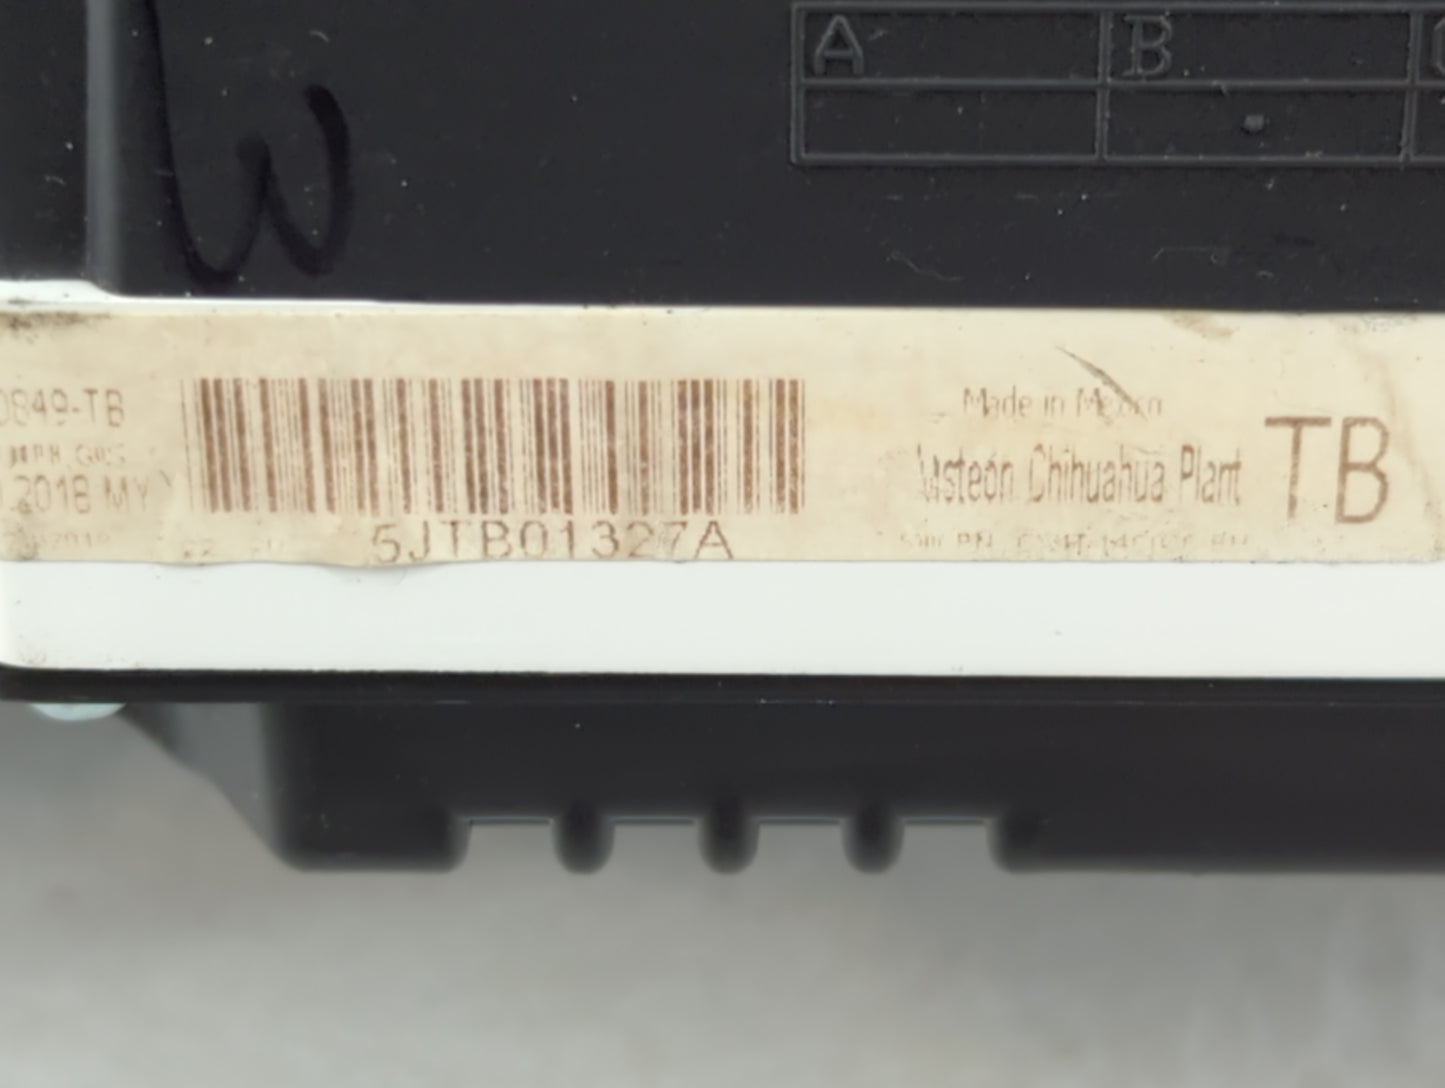 W
A B
0849-TB
2018 MY
5JTB01327A
Made in Mexico
Visteon Chihuahua Plant
TB